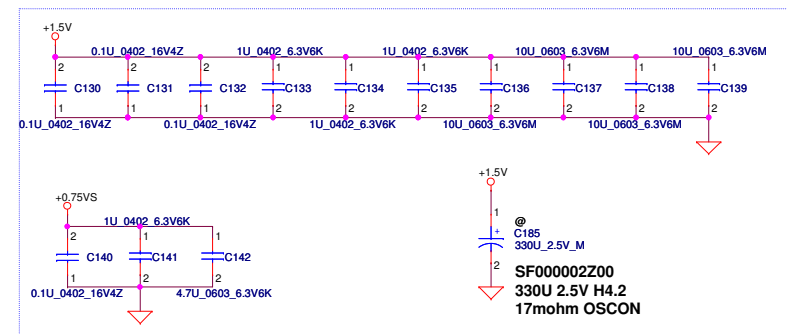 +1.5V
0.1U_0402_16V4Z 1U_0402_6.3V6K 1U_0402_6.3V6K 10U_0603_6.3V6M 10U_0603_6.3V6M
2 2 2 1 1 1 1 1 1 1
C130 C131 C132 C133 C134 C135 C136 C137 C138 C139
1 1 1 2 2 2 2 2 2 2
0.1U_0402_16V4Z 0.1U_0402_16V4Z 1U_0402_6.3V6K 10U_0603_6.3V6M 10U_0603_6.3V6M
+0.75VS
1U_0402_6.3V6K
2 1 1
C140 C141 C142
1 2 2
0.1U_0402_16V4Z 4.7U_0603_6.3V6K
+1.5V
1
@
+ C185
330U_2.5V_M
2
SF000002Z00
330U 2.5V H4.2
17mohm OSCON